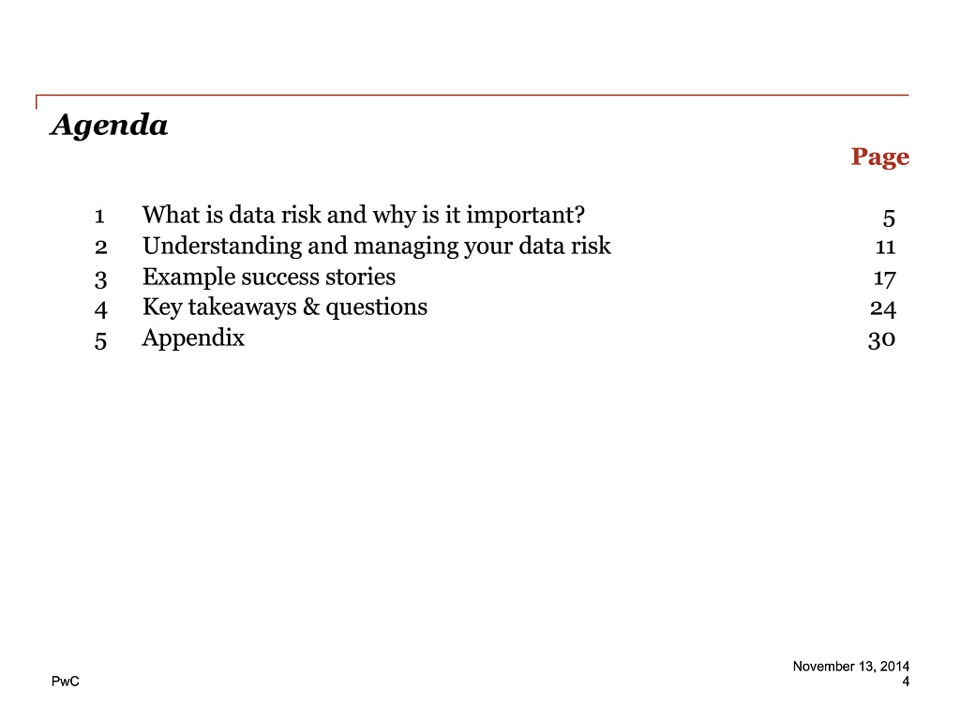 Agenda
Page
1 What is data risk and why is it important? 5
2 Understanding and managing your data risk 11
3 Example success stories 17
4 Key takeaways & questions 24
5 Appendix 30
November 13, 2014
PwC 4